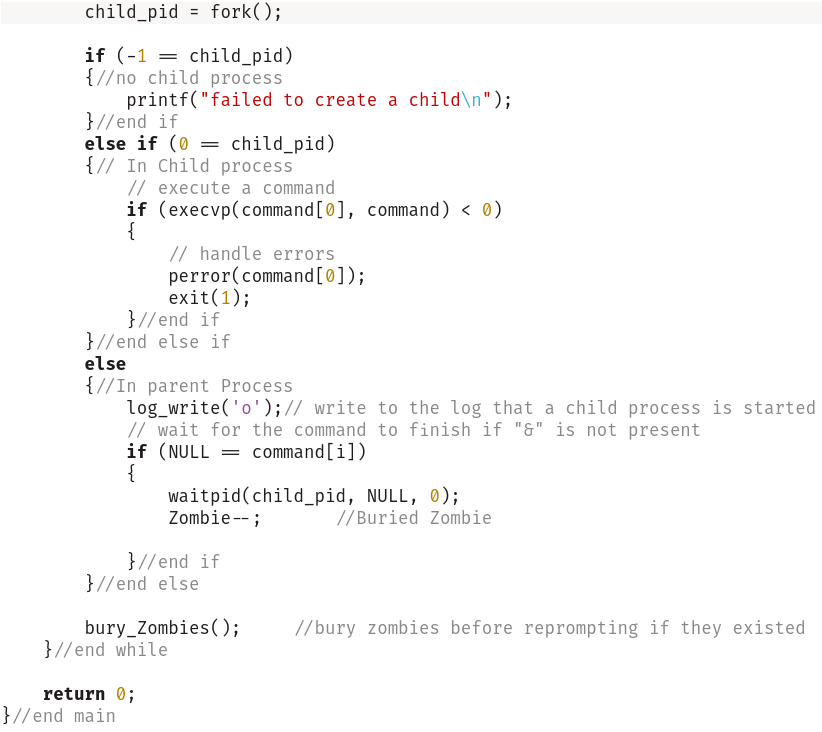 child_pid = fork();
if (-1 == child_pid)
{//no child process
printf("failed to create a child\n");
}//end if
else if (0 == child_pid)
{// In Child process
// execute a command
if (execvp(command[0], command) < 0)
{
// handle errors
perror(command[0]);
exit(1);
}//end if
}//end else if
else
{//In parent Process
log_write('o');// write to the log that a child process is started
// wait for the command to finish if "&" is not present
if (NULL == command[i])
{
waitpid(child_pid, NULL, 0);
Zombie--; //Buried Zombie
}//end if
}//end else
bury_Zombies(); //bury zombies before reprompting if they existed
}//end while
return 0;
}//end main